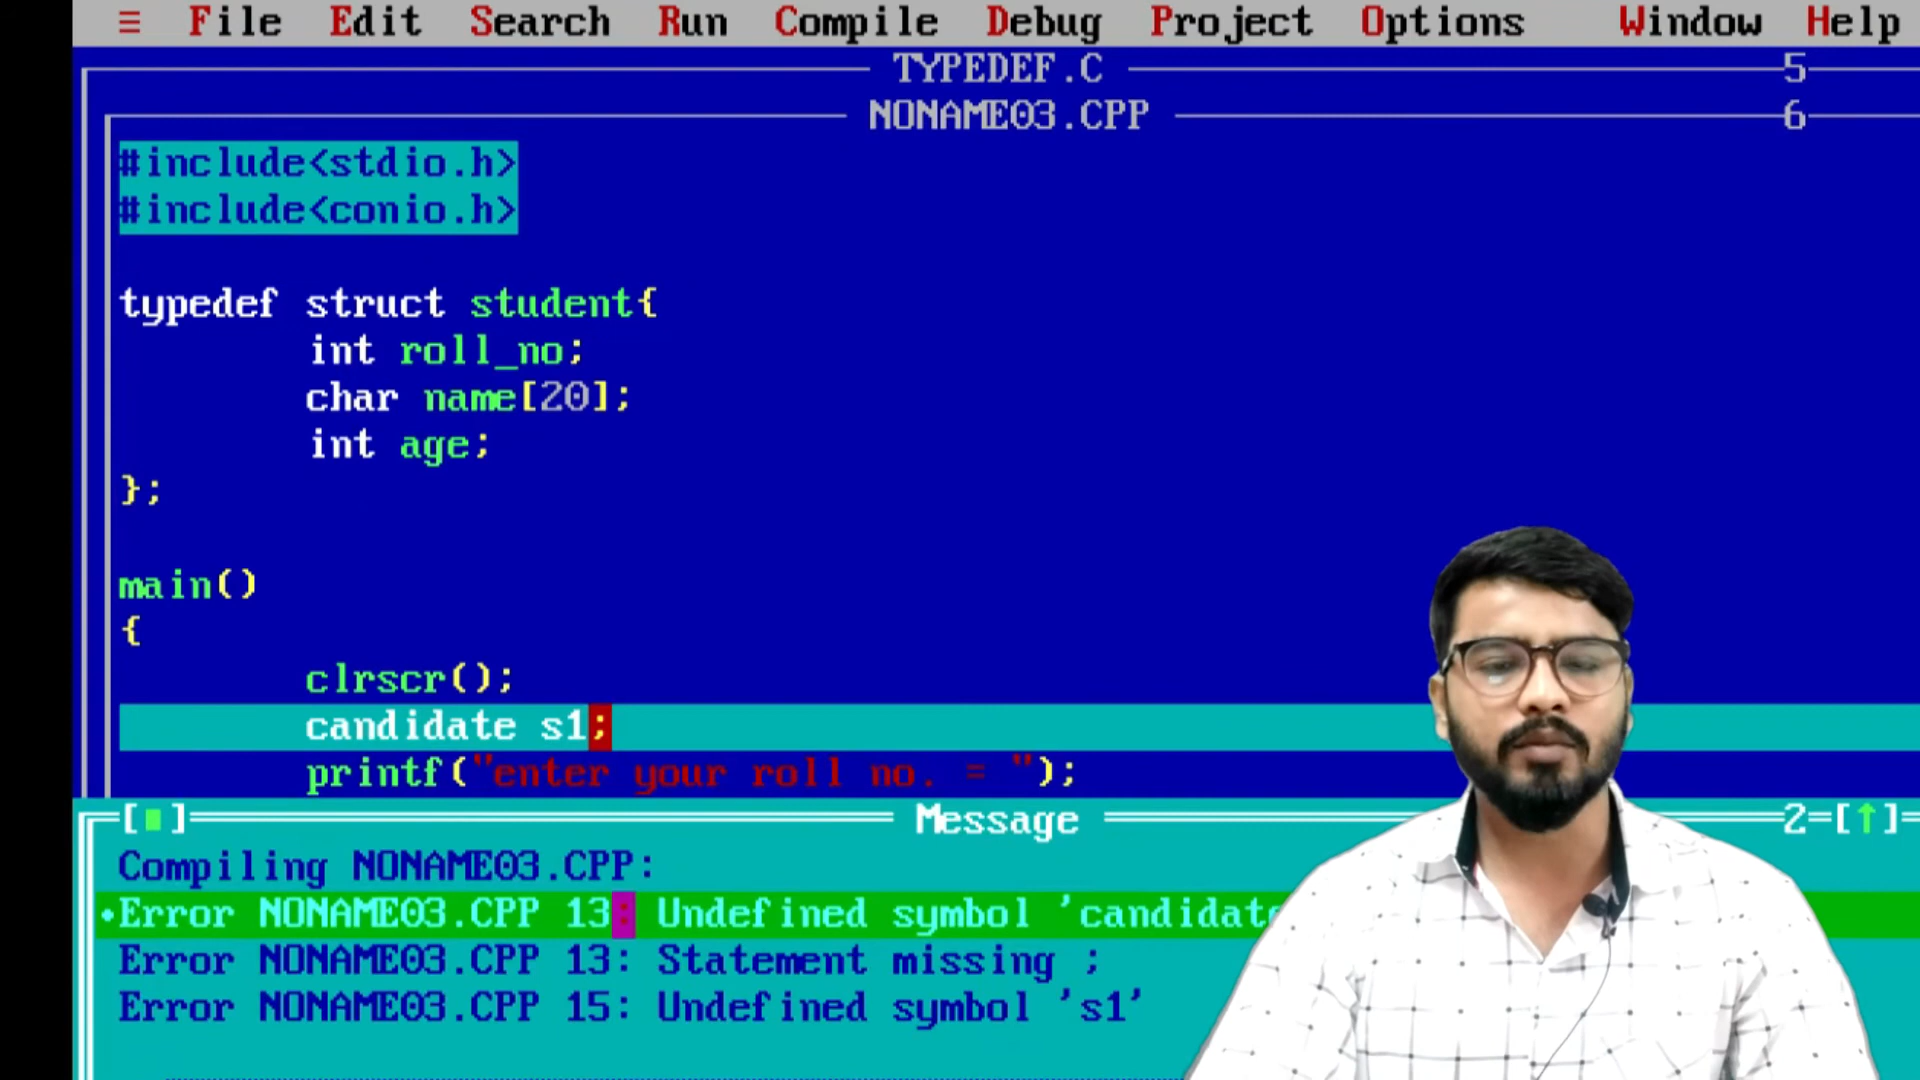 ≡ File Edit Search Run Compile Debug Project Options Window Help
TYPEDEF.C 5
NONAME03.CPP 6
#include<stdio.h>
#include<conio.h>
typedef struct student{
int roll_no;
char name[20];
int age;
};
main()
{
clrscr();
candidate s1;
printf("enter your roll no. = ");
[■] Message 2=[↑]
Compiling NONAME03.CPP:
•Error NONAME03.CPP 13: Undefined symbol 'candidate
Error NONAME03.CPP 13: Statement missing ;
Error NONAME03.CPP 15: Undefined symbol 's1'